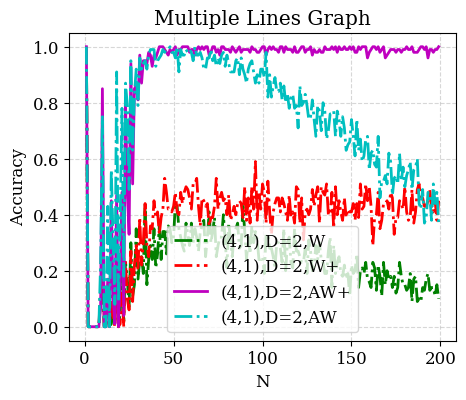 Multiple Lines Graph
Accuracy
1.0
0.8
0.6
0.4
0.2
0.0
(4,1),D=2,W
(4,1),D=2,W+
(4,1),D=2,AW+
(4,1),D=2,AW
0
50
100
150
200
N